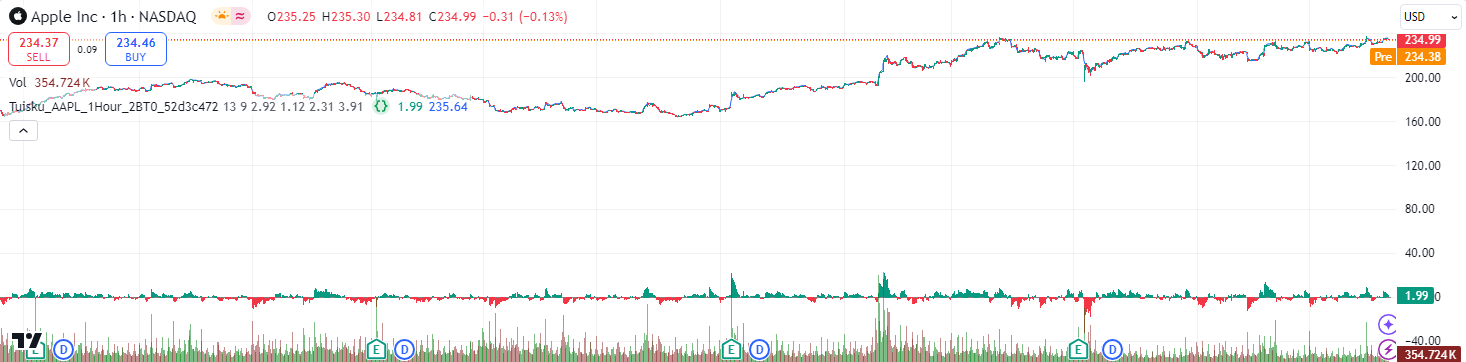 Apple Inc · 1h · NASDAQ O235.25 H235.30 L234.81 C234.99 −0.31 (−0.13%)
USD
234.37 SELL
0.09
234.46 BUY
234.99
Pre 234.38
Vol 354.724 K
200.00
Tuisku_AAPL_1Hour_2BT0_52d3c472 13 9 2.92 1.12 2.31 3.91 {} 1.99 235.64
160.00
120.00
80.00
40.00
1.99
0
−40.00
E D E D E D E D
354.724 K